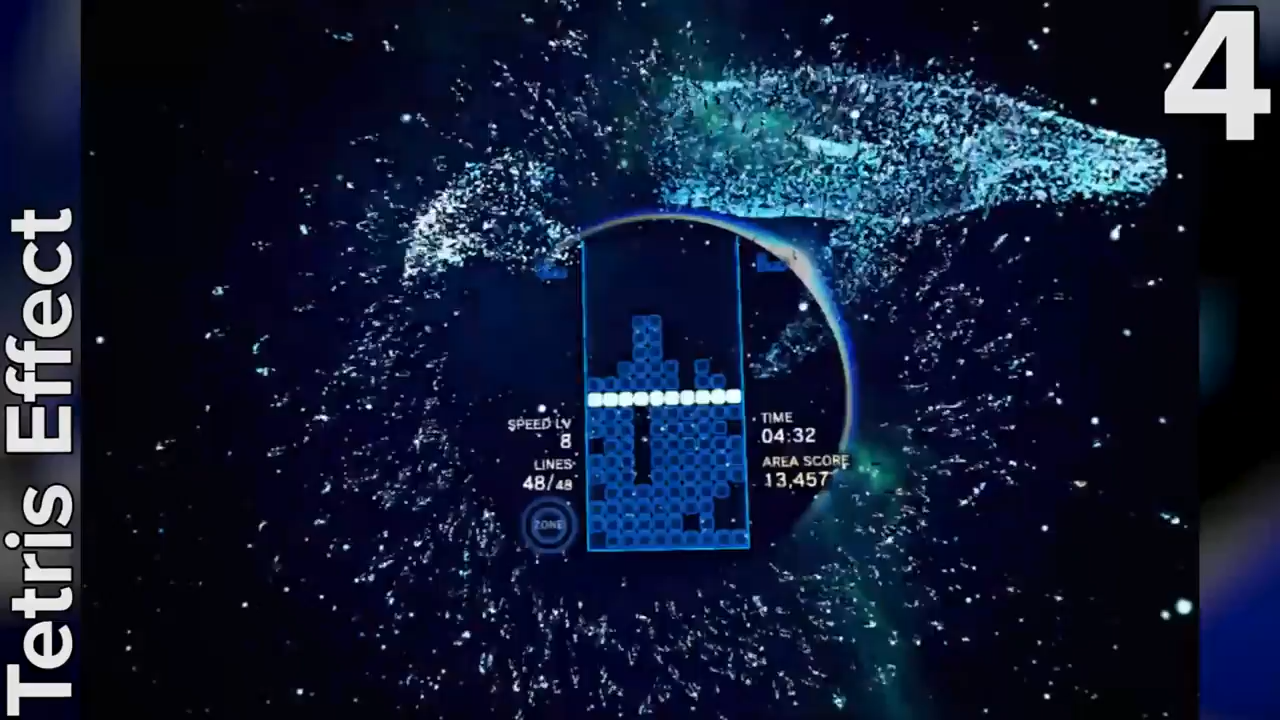 Tetris Effect
4
SPEED LV
8
LINES
48/48
ZONE
TIME
04:32
AREA SCORE
13,457